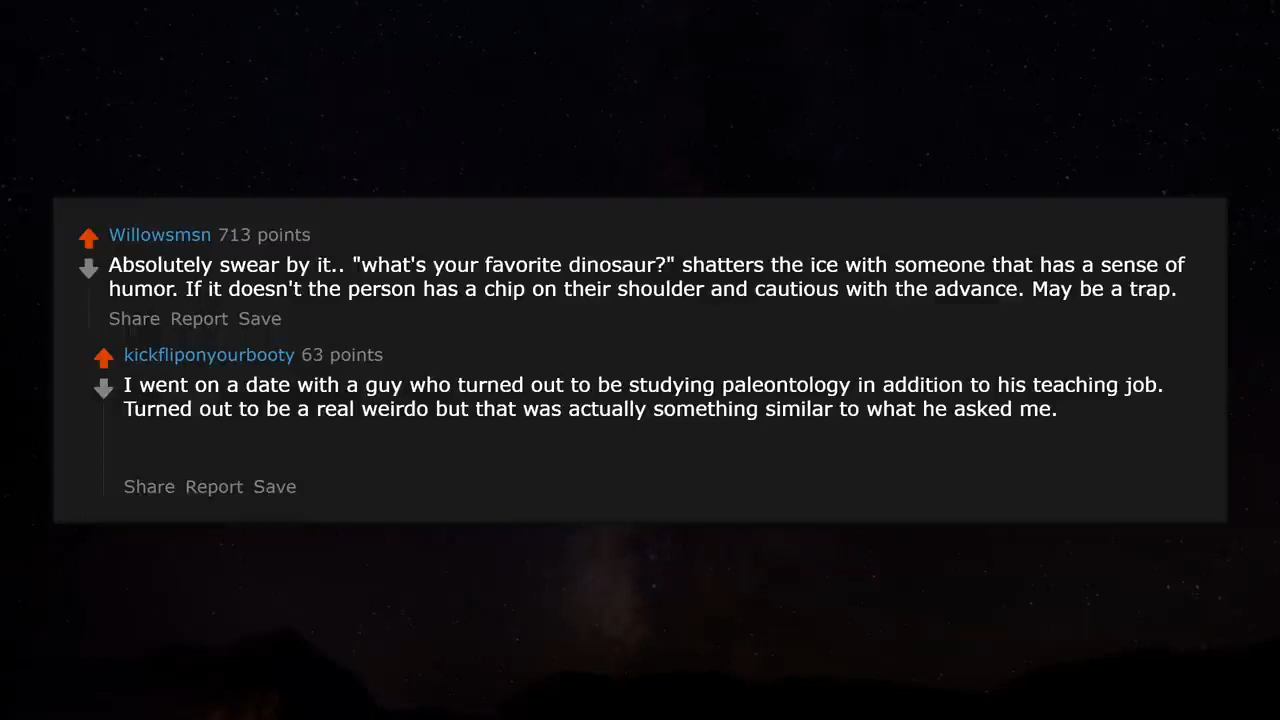 Willowsmsn 713 points
Absolutely swear by it.. "what's your favorite dinosaur?" shatters the ice with someone that has a sense of
humor. If it doesn't the person has a chip on their shoulder and cautious with the advance. May be a trap.
Share Report Save
kickfliponyourbooty 63 points
I went on a date with a guy who turned out to be studying paleontology in addition to his teaching job.
Turned out to be a real weirdo but that was actually something similar to what he asked me.
Share Report Save